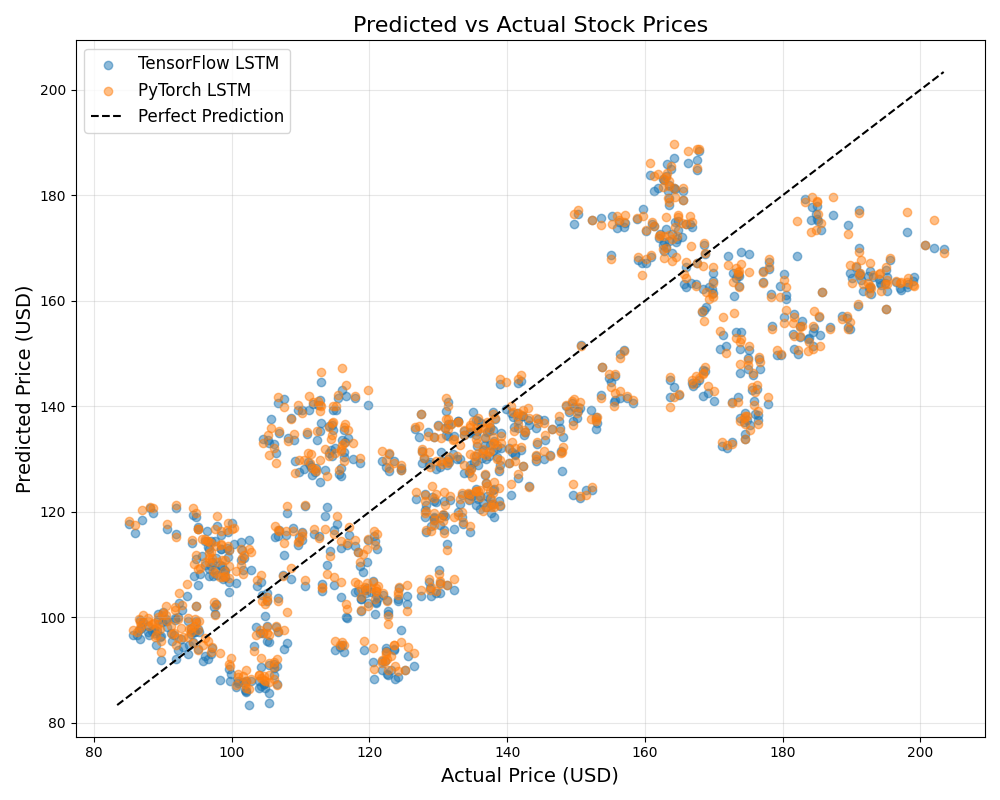 Predicted vs Actual Stock Prices
TensorFlow LSTM
PyTorch LSTM
Perfect Prediction
Predicted Price (USD)
200
180
160
140
120
100
80
80 100 120 140 160 180 200
Actual Price (USD)